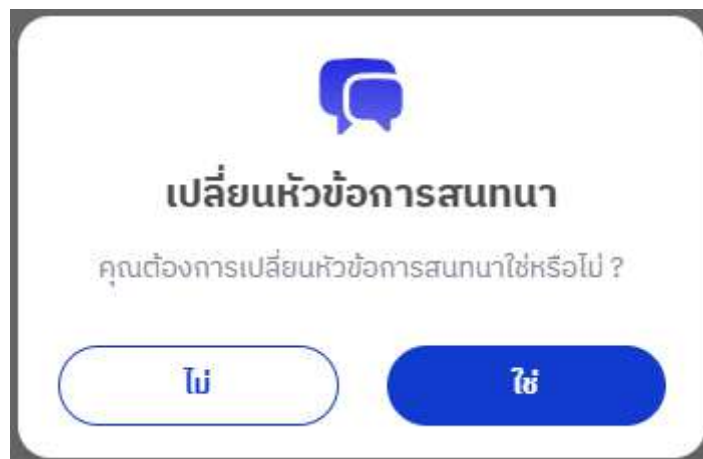 เปลี่ยนหัวข้อการสนทนา
คุณต้องการเปลี่ยนหัวข้อการสนทนาใช่หรือไม่ ?
ไม่
ใช่